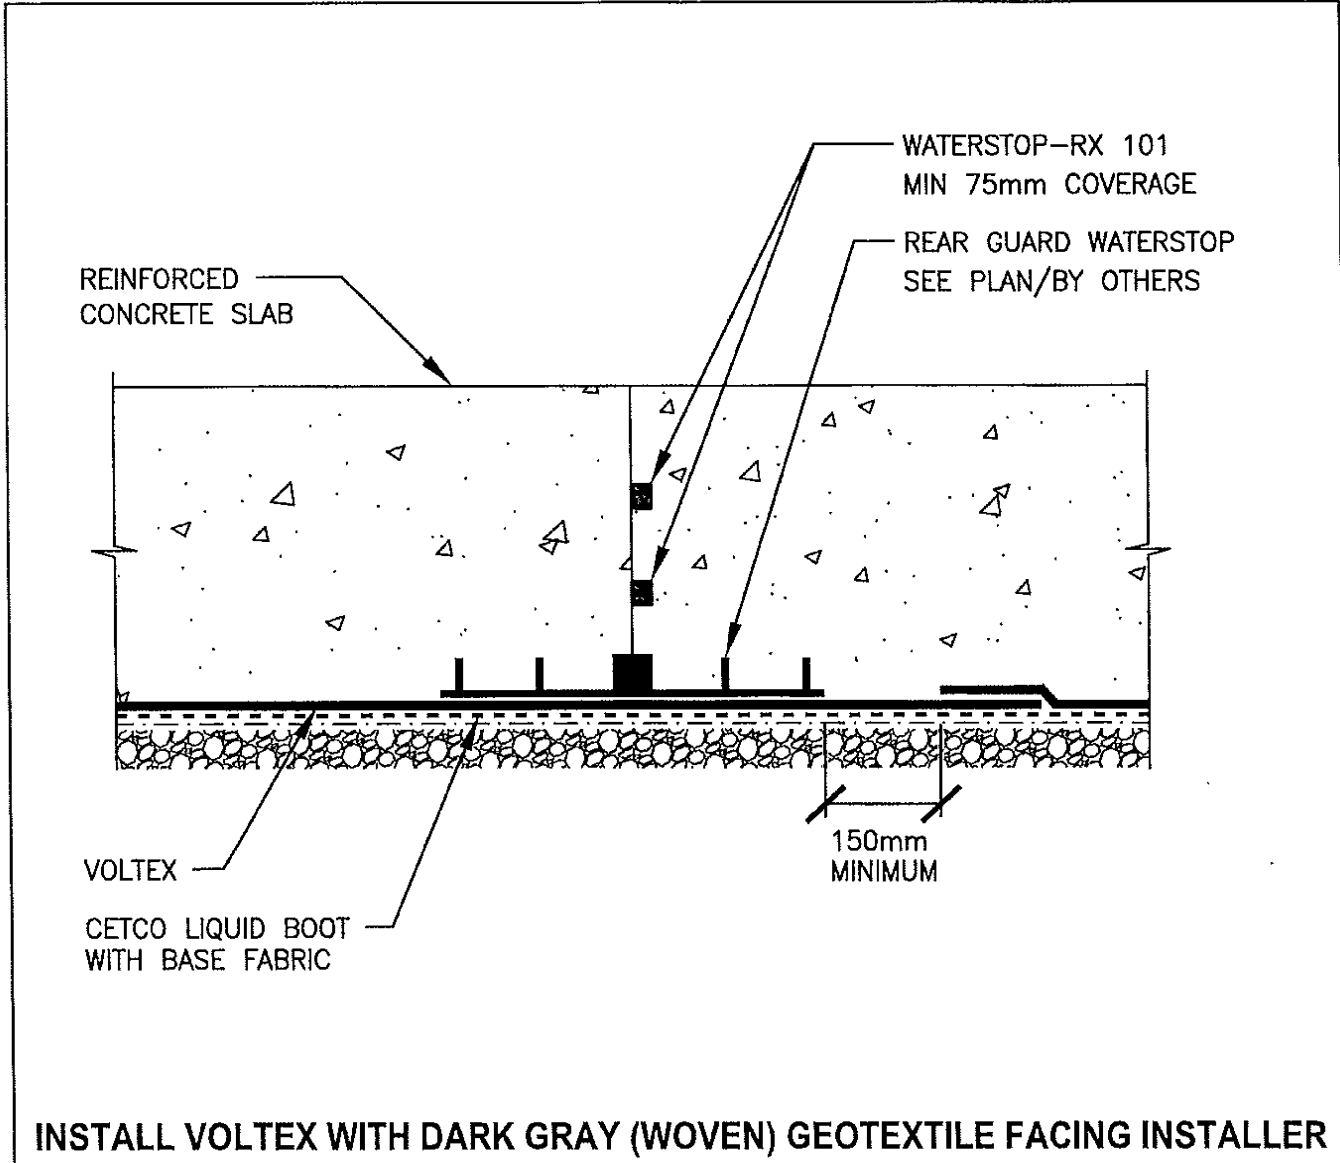 WATERSTOP-RX 101
MIN 75mm COVERAGE
REAR GUARD WATERSTOP
SEE PLAN/BY OTHERS
REINFORCED
CONCRETE SLAB
150mm
MINIMUM
VOLTEX
CETCO LIQUID BOOT
WITH BASE FABRIC
INSTALL VOLTEX WITH DARK GRAY (WOVEN) GEOTEXTILE FACING INSTALLER